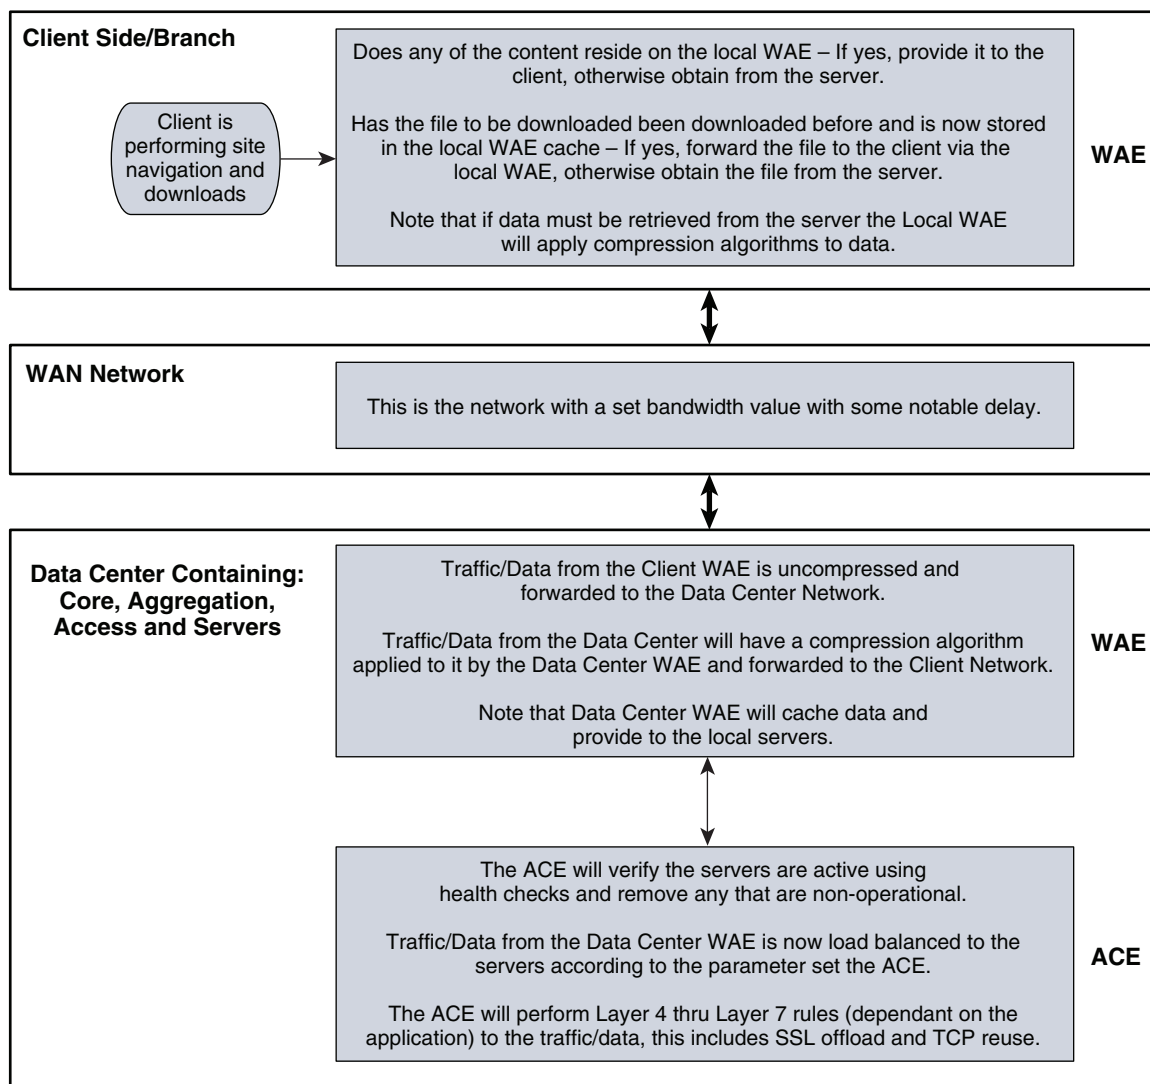 Client Side/Branch
Client is
performing site
navigation and
downloads
Does any of the content reside on the local WAE – If yes, provide it to the
client, otherwise obtain from the server.
Has the file to be downloaded been downloaded before and is now stored
in the local WAE cache – If yes, forward the file to the client via the
local WAE, otherwise obtain the file from the server.
Note that if data must be retrieved from the server the Local WAE
will apply compression algorithms to data.
WAE
WAN Network
This is the network with a set bandwidth value with some notable delay.
Data Center Containing:
Core, Aggregation,
Access and Servers
Traffic/Data from the Client WAE is uncompressed and
forwarded to the Data Center Network.
Traffic/Data from the Data Center will have a compression algorithm
applied to it by the Data Center WAE and forwarded to the Client Network.
Note that Data Center WAE will cache data and
provide to the local servers.
WAE
The ACE will verify the servers are active using
health checks and remove any that are non-operational.
Traffic/Data from the Data Center WAE is now load balanced to the
servers according to the parameter set the ACE.
The ACE will perform Layer 4 thru Layer 7 rules (dependant on the
application) to the traffic/data, this includes SSL offload and TCP reuse.
ACE